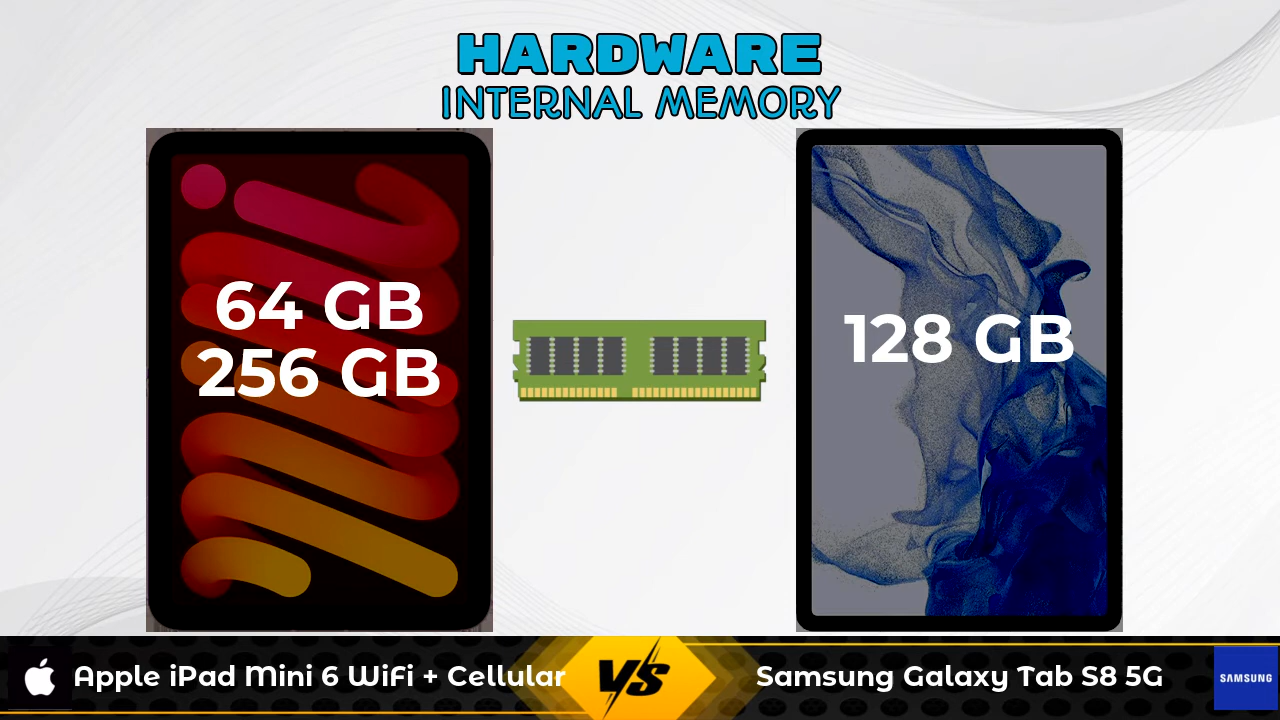 HARDWARE
INTERNAL MEMORY
64 GB
256 GB
128 GB
Apple iPad Mini 6 WiFi + Cellular
VS
Samsung Galaxy Tab S8 5G
SAMSUNG